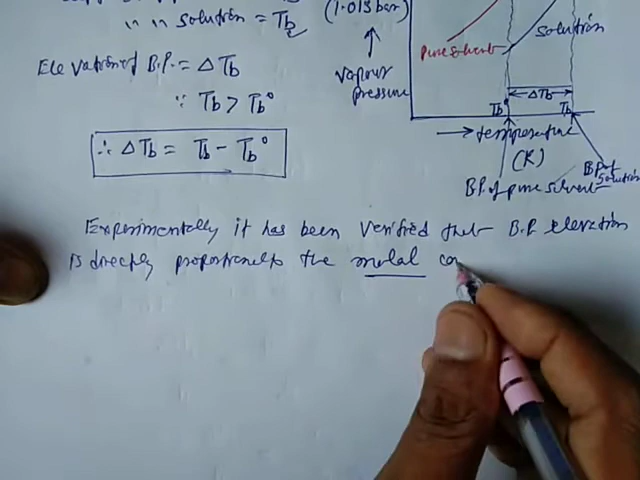 " " solution = Tb
(1.013 bar)
Pure solvent
solution
Elevation of B.P. = ΔTb
vapour
pressure
∵ Tb > Tb°
ΔTb
Tb° Tb
∴ ΔTb = Tb - Tb°
temperature
(K)
B.P. of
solution
B.P. of pure solvent
Experimentally it has been verified that B.P. elevation
is directly proportional to the molal co